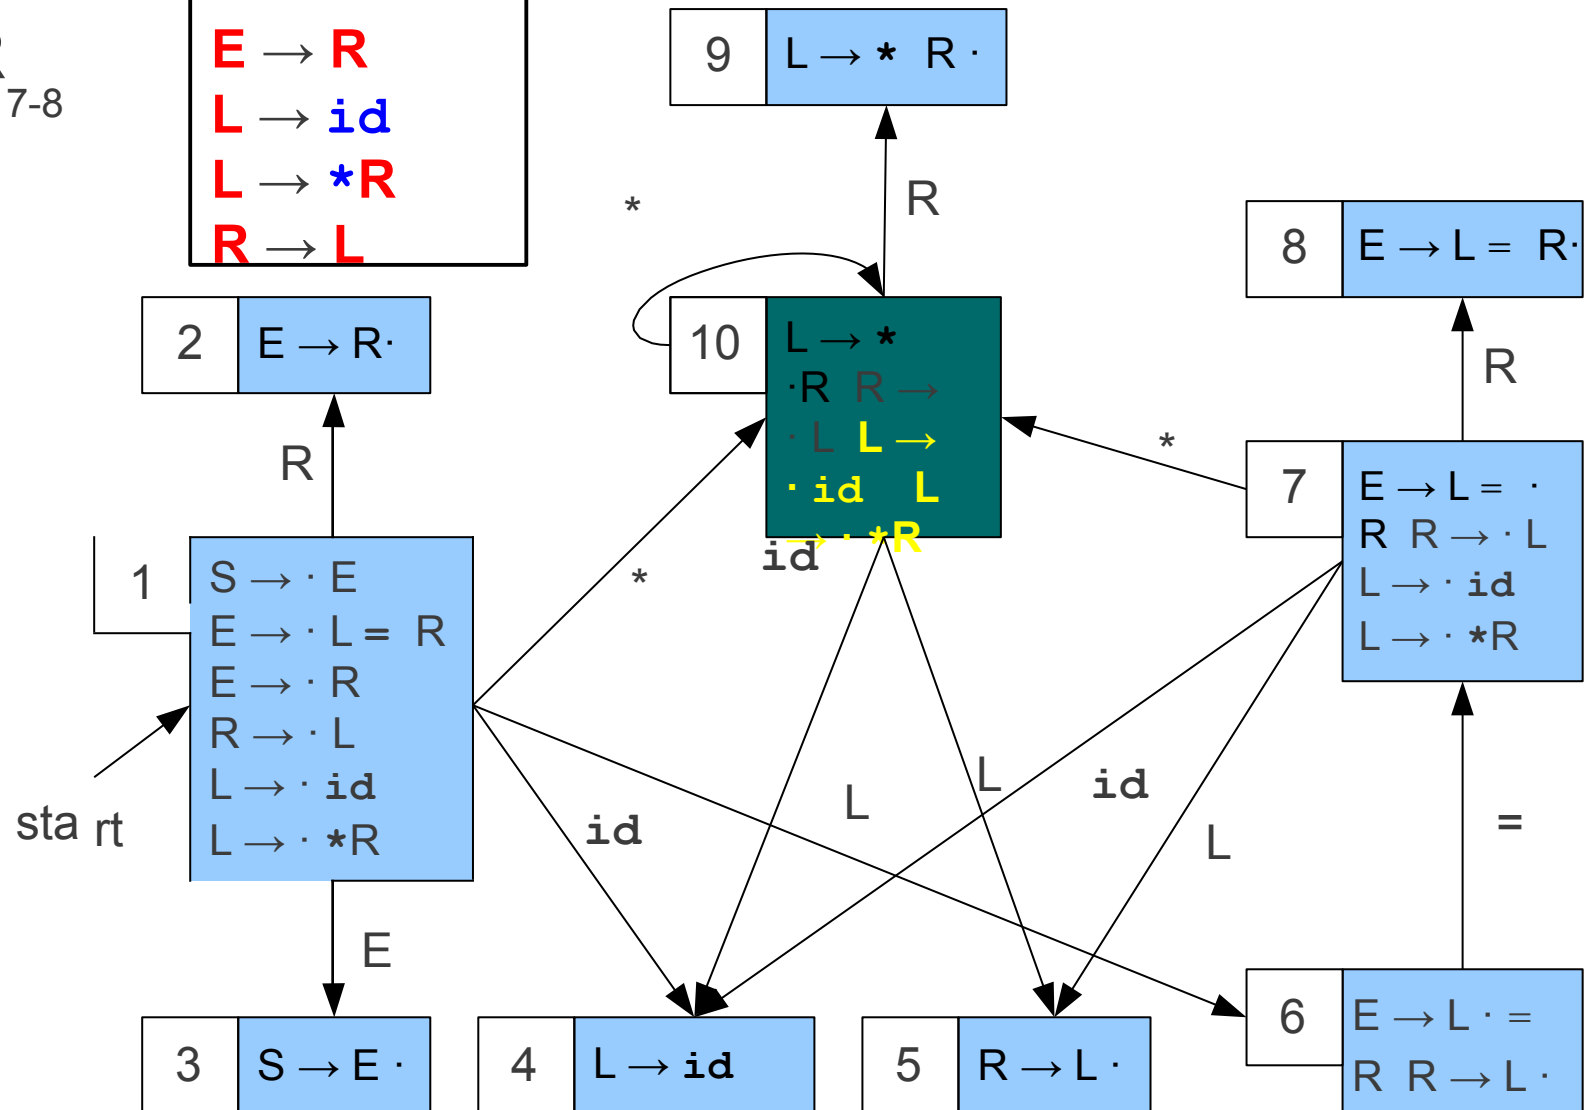 7-8
E → R
L → id
L → *R
R → L
9
L → * R ·
*
R
8
E → L = R·
2
E → R·
10
L → *
·R R →
· L L →
· id L
→ · *R
R
R
*
7
E → L = ·
R R → · L
L → · id
L → · *R
id
*
1
S → · E
E → · L = R
E → · R
R → · L
L → · id
L → · *R
start
id
L
L
id
L
=
E
3
S → E ·
4
L → id
5
R → L ·
6
E → L · =
R R → L ·